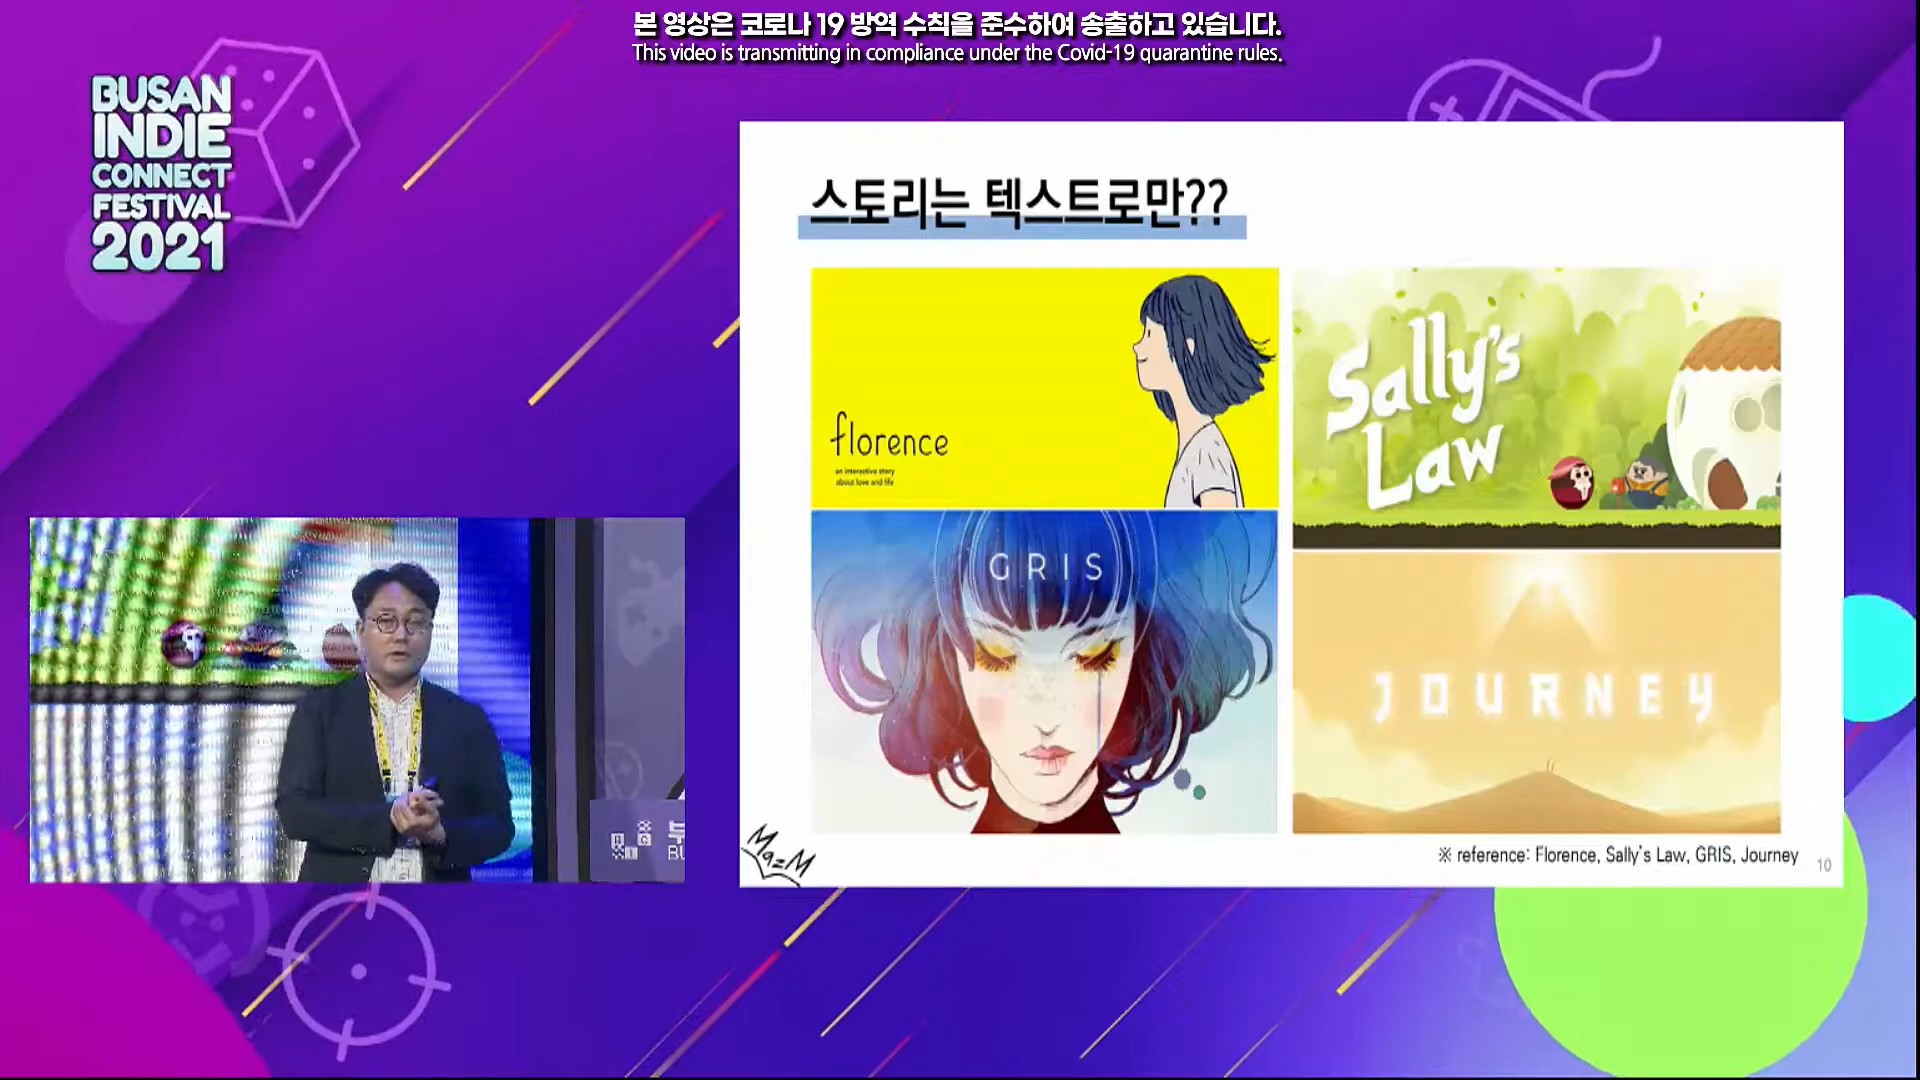 본 영상은 코로나 19 방역 수칙을 준수하여 송출하고 있습니다.
This video is transmitting in compliance under the Covid-19 quarantine rules.
BUSAN
INDIE
CONNECT
FESTIVAL
2021
스토리는 텍스트로만??
florence
an interactive story
about love and life
Sally's
Law
GRIS
JOURNEY
MazM
※ reference: Florence, Sally's Law, GRIS, Journey
10